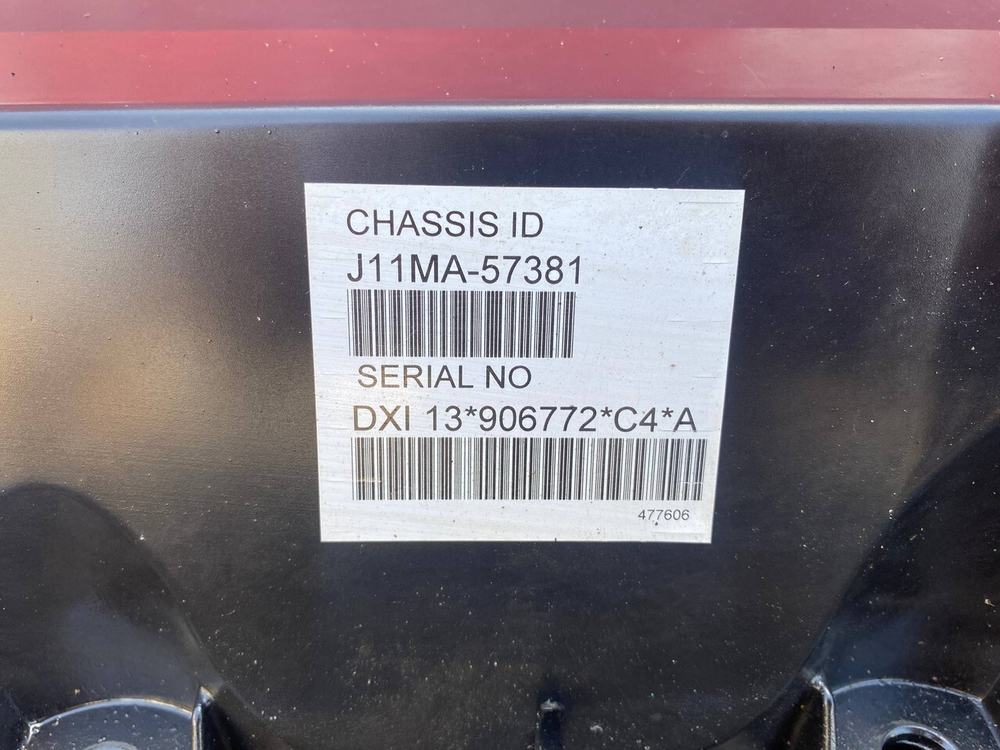 CHASSIS ID
J11MA-57381
SERIAL NO
DXI 13*906772*C4*A
477606